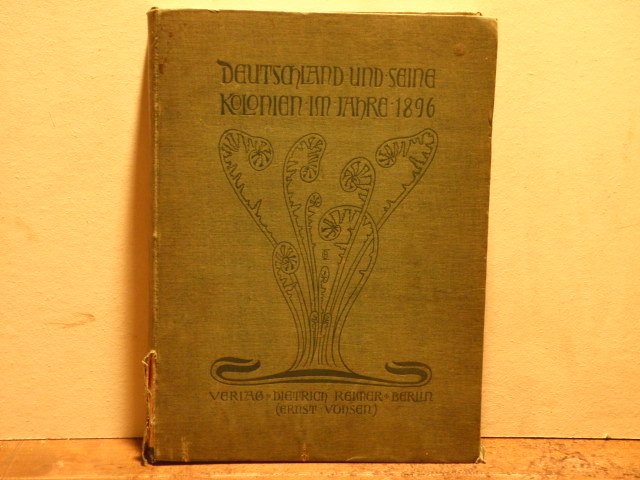 DEUTSCHLAND · UND · SEINE
KOLONIEN · IM · JAHRE · 1896
VERLAG · DIETRICH REIMER · BERLIN
(ERNST · VOHSEN)